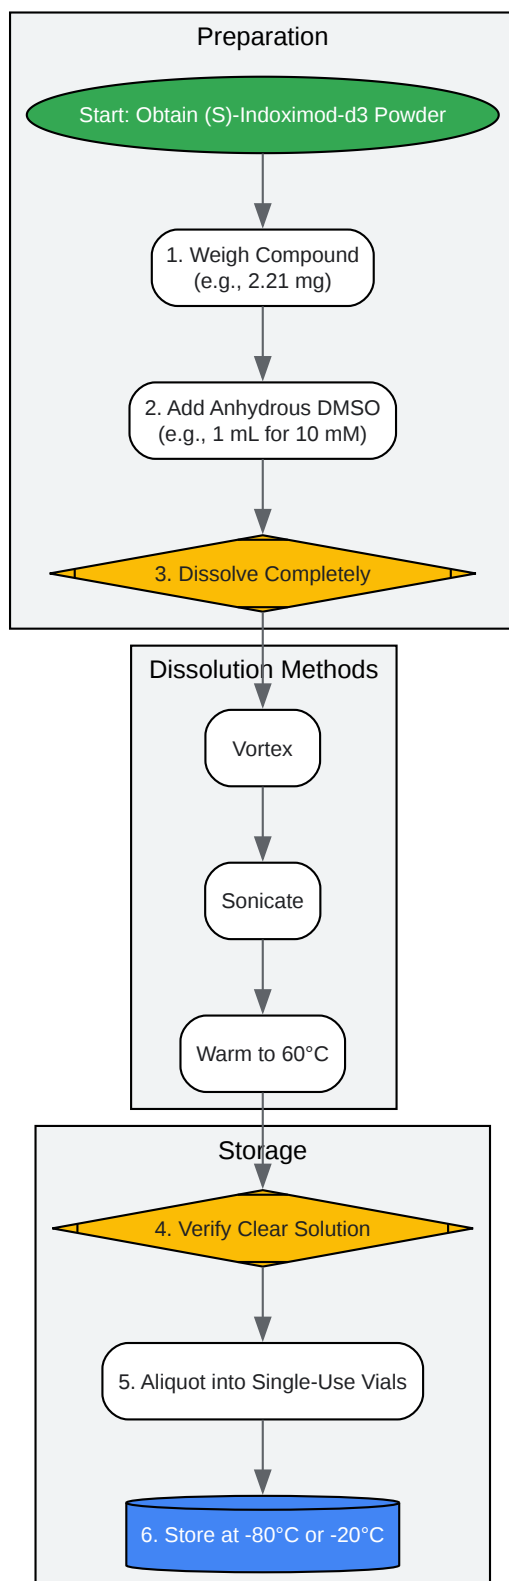 Preparation
Start: Obtain (S)-Indoximod-d3 Powder
1. Weigh Compound
(e.g., 2.21 mg)
2. Add Anhydrous DMSO
(e.g., 1 mL for 10 mM)
3. Dissolve Completely
Dissolution Methods
Vortex
Sonicate
Warm to 60°C
Storage
4. Verify Clear Solution
5. Aliquot into Single-Use Vials
6. Store at -80°C or -20°C